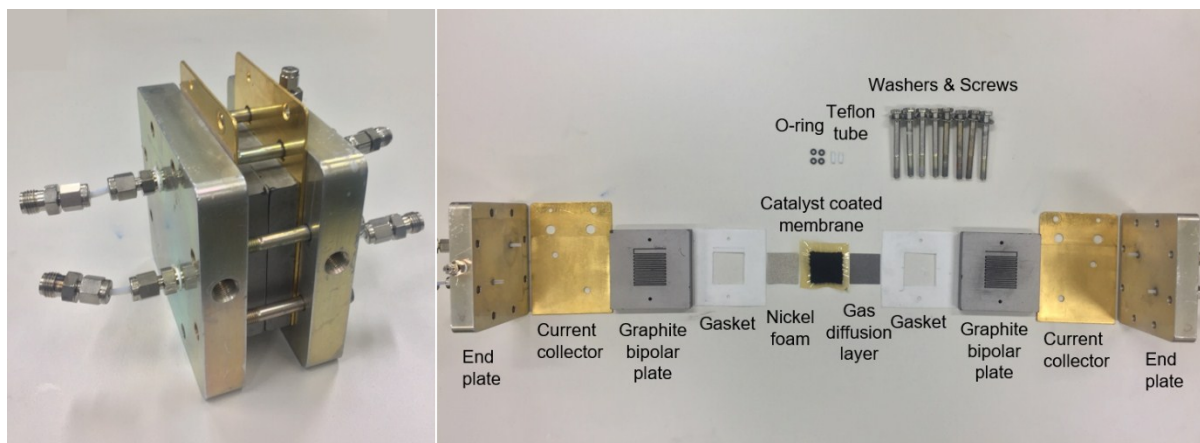 Washers & Screws
O-ring
Teflon
tube
Catalyst coated
membrane
End
plate
Current
collector
Graphite
bipolar
plate
Gasket
Nickel
foam
Gas
diffusion
layer
Gasket
Graphite
bipolar
plate
Current
collector
End
plate